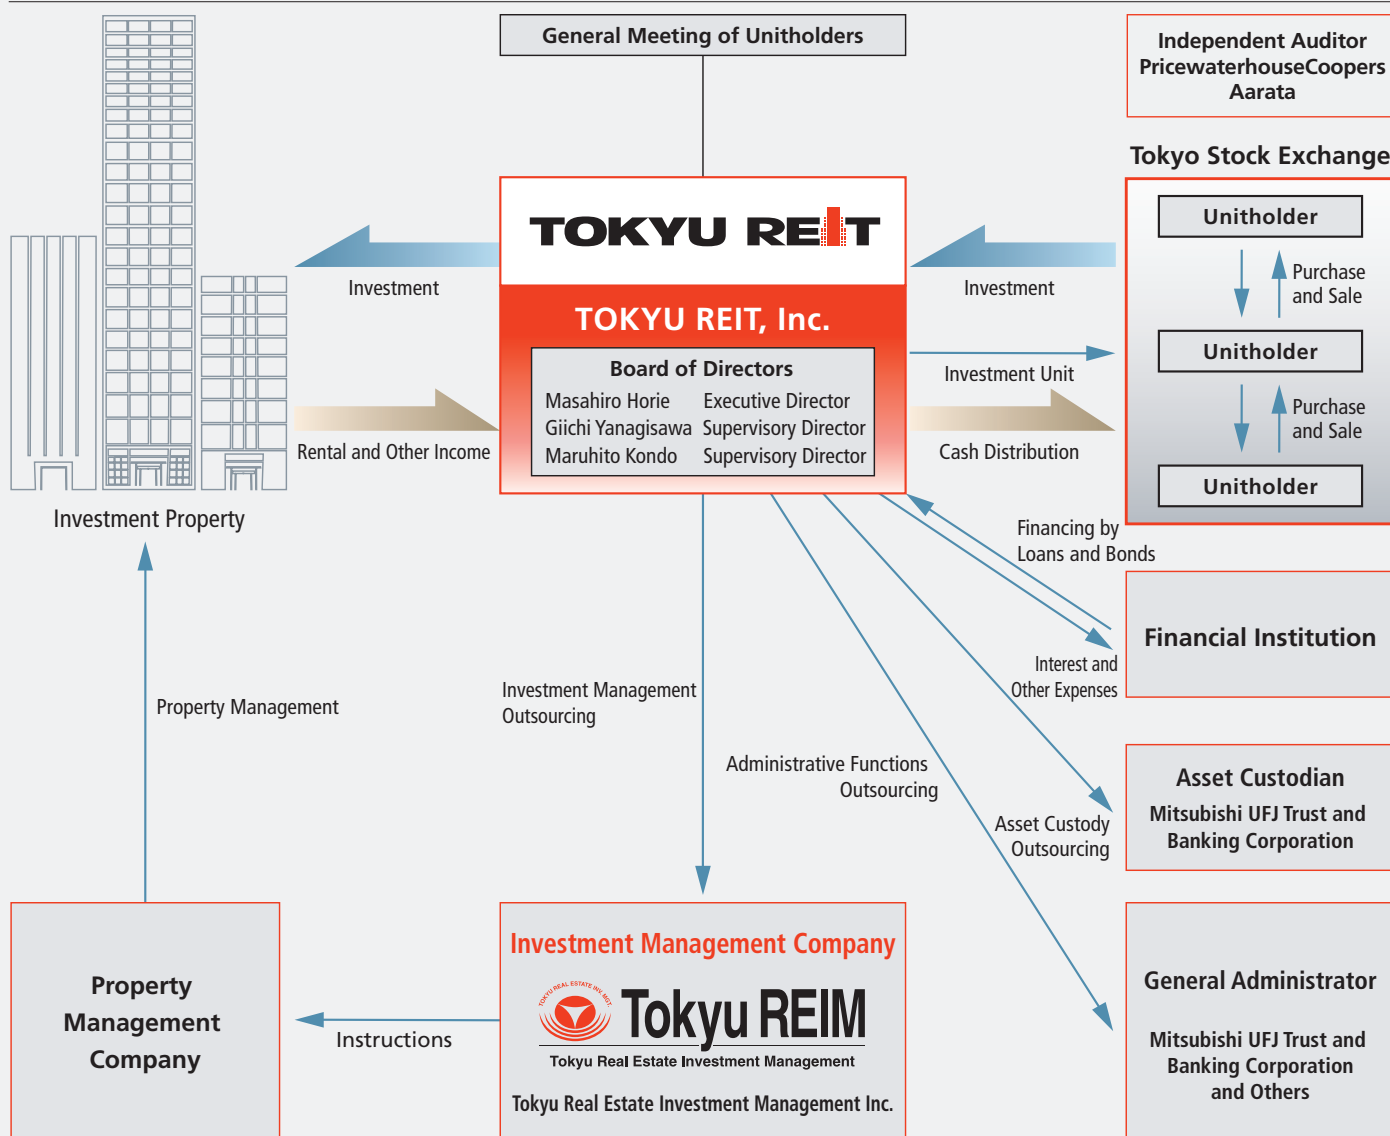 General Meeting of Unitholders
Independent Auditor
PricewaterhouseCoopers
Aarata
Tokyo Stock Exchange
TOKYU REIT
TOKYU REIT, Inc.
Board of Directors
Masahiro Horie Executive Director
Giichi Yanagisawa Supervisory Director
Maruhito Kondo Supervisory Director
Investment
Rental and Other Income
Investment Property
Investment
Investment Unit
Cash Distribution
Unitholder
Purchase
and Sale
Unitholder
Purchase
and Sale
Unitholder
Financing by
Loans and Bonds
Financial Institution
Interest and
Other Expenses
Property Management
Investment Management
Outsourcing
Administrative Functions
Outsourcing
Asset Custody
Outsourcing
Asset Custodian
Mitsubishi UFJ Trust and
Banking Corporation
Property
Management
Company
Instructions
Investment Management Company
TOKYU REAL ESTATE INV. MGT.
Tokyu REIM
Tokyu Real Estate Investment Management
Tokyu Real Estate Investment Management Inc.
General Administrator
Mitsubishi UFJ Trust and
Banking Corporation
and Others